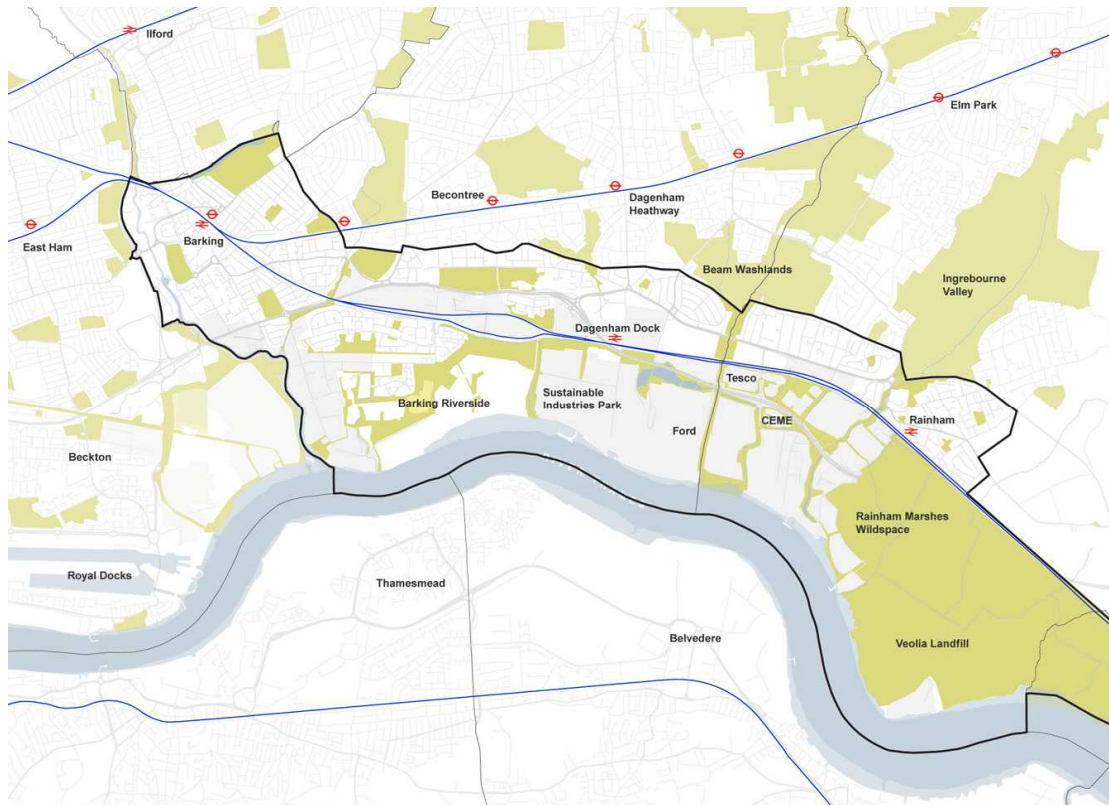 Ilford
Elm Park
Becontree
Dagenham
Heathway
East Ham
Barking
Beam Washlands
Ingrebourne
Valley
Dagenham Dock
Tesco
Sustainable
Industries Park
Barking Riverside
CEME
Rainham
Ford
Beckton
Rainham Marshes
Wildspace
Royal Docks
Thamesmead
Belvedere
Veolia Landfill